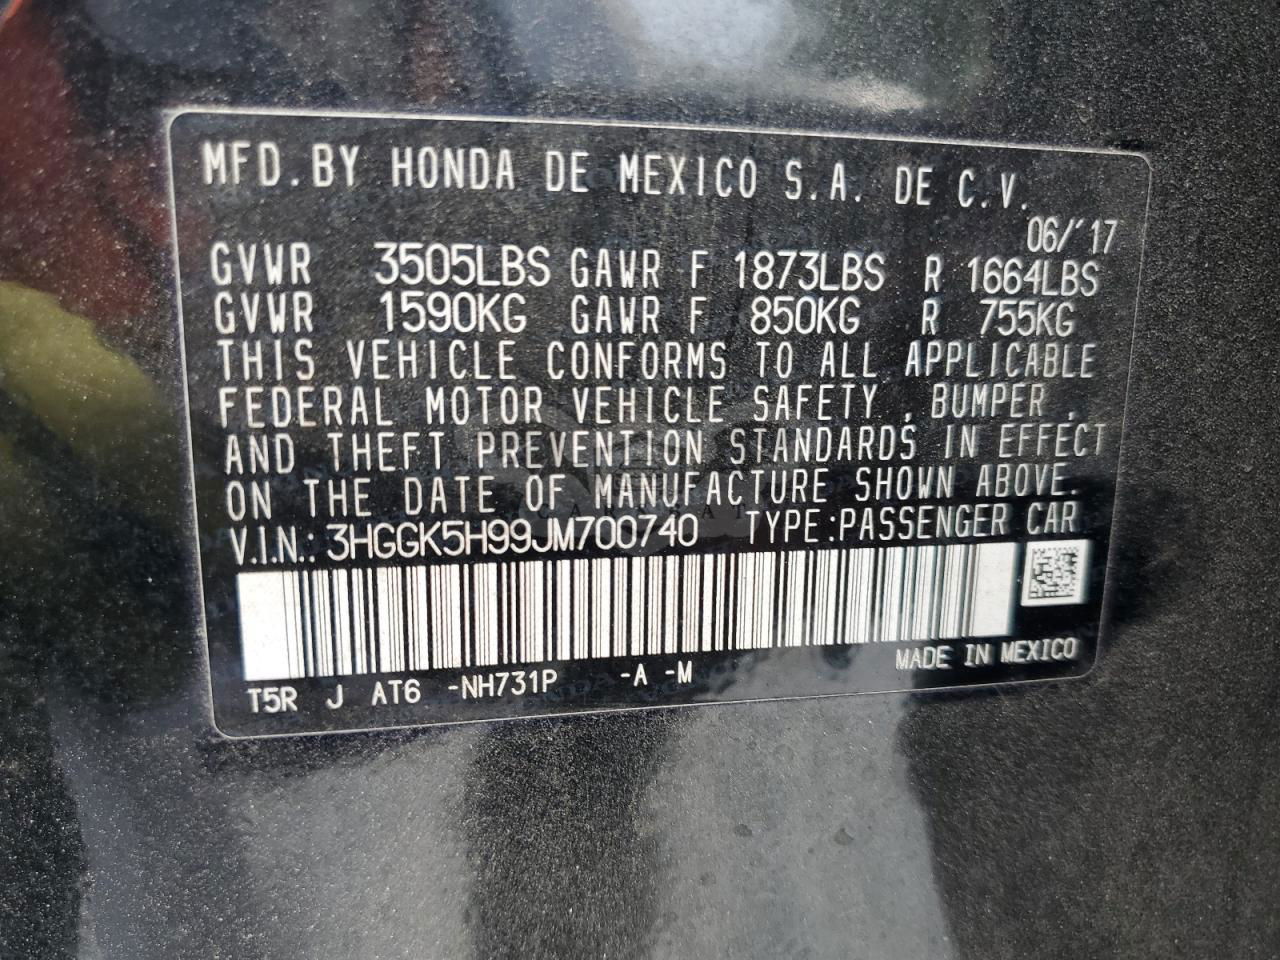 MFD.BY HONDA DE MEXICO S.A. DE C.V.
06/'17
GVWR 3505LBS GAWR F 1873LBS R 1664LBS
GVWR 1590KG GAWR F 850KG R 755KG
THIS VEHICLE CONFORMS TO ALL APPLICABLE
FEDERAL MOTOR VEHICLE SAFETY , BUMPER ,
AND THEFT PREVENTION STANDARDS IN EFFECT
ON THE DATE OF MANUFACTURE SHOWN ABOVE.
V.I.N.: 3HGGK5H99JM700740 TYPE:PASSENGER CAR
MADE IN MEXICO
T5R J AT6 -NH731P -A -M